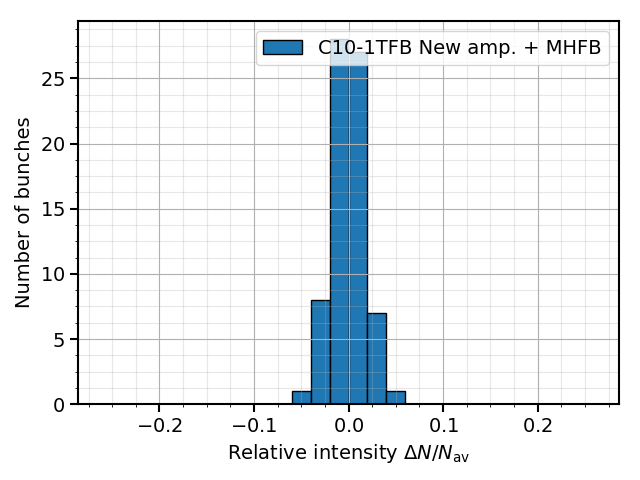 C10-1TFB New amp. + MHFB
Number of bunches
25
20
15
10
5
0
−0.2 −0.1 0.0 0.1 0.2
Relative intensity ΔN/Nav